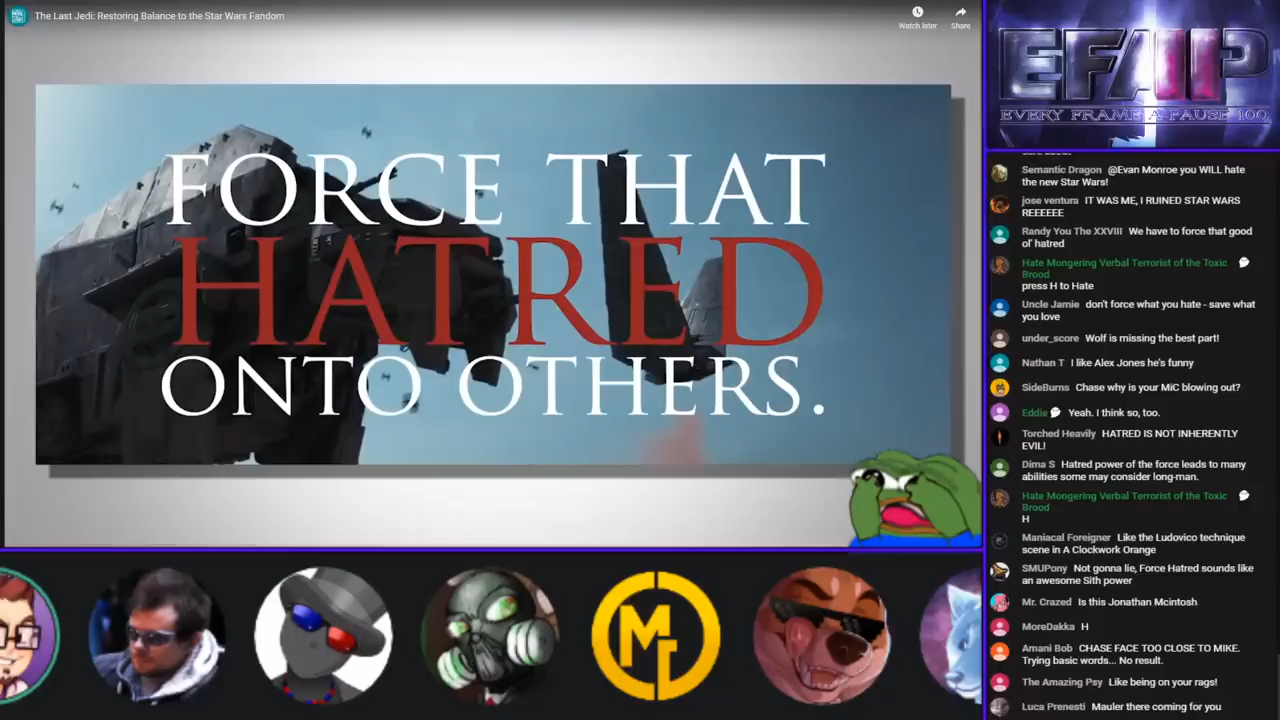 The Last Jedi: Restoring Balance to the Star Wars Fandom
Watch later
Share
FORCE THAT
HATRED
ONTO OTHERS.
EFAP
EVERY FRAME A PAUSE 100
Semantic Dragon @Evan Monroe you WILL hate
the new Star Wars!
jose ventura IT WAS ME, I RUINED STAR WARS
REEEEEE
Randy You The XXVIII We have to force that good
ol' hatred
Hate Mongering Verbal Terrorist of the Toxic
Brood
press H to Hate
Uncle Jamie don't force what you hate - save what
you love
under_score Wolf is missing the best part!
Nathan T I like Alex Jones he's funny
SideBurns Chase why is your MiC blowing out?
Eddie Yeah. I think so, too.
Torched Heavily HATRED IS NOT INHERENTLY
EVIL!
Dima S Hatred power of the force leads to many
abilities some may consider long-man.
Hate Mongering Verbal Terrorist of the Toxic
Brood
H
Maniacal Foreigner Like the Ludovico technique
scene in A Clockwork Orange
SMUPony Not gonna lie, Force Hatred sounds like
an awesome Sith power
Mr. Crazed Is this Jonathan Mcintosh
MoreDakka H
Amani Bob CHASE FACE TOO CLOSE TO MIKE.
Trying basic words... No result.
The Amazing Psy Like being on your rags!
Luca Prenesti Mauler there coming for you